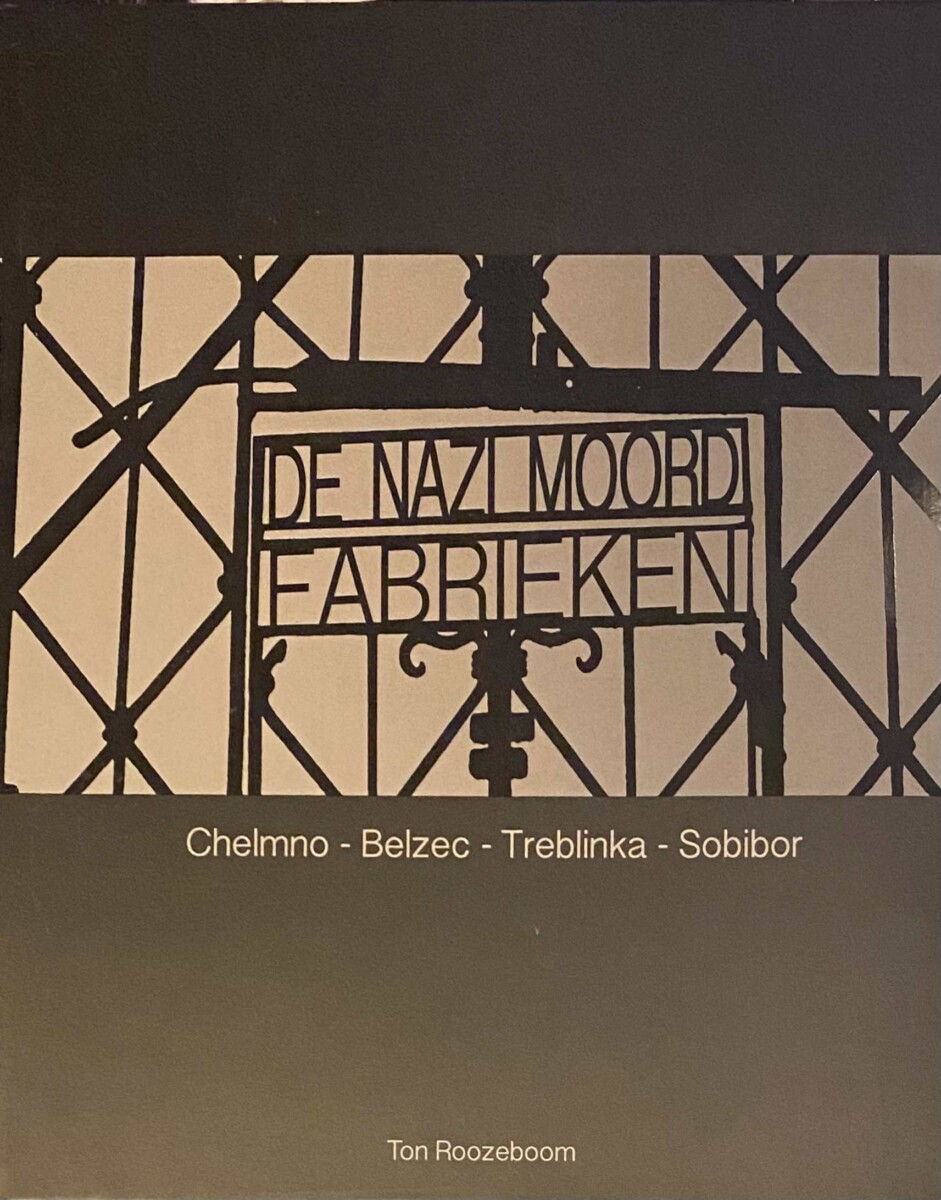 DE NAZI MOORD
FABRIEKEN
Chelmno - Belzec - Treblinka - Sobibor
Ton Roozeboom